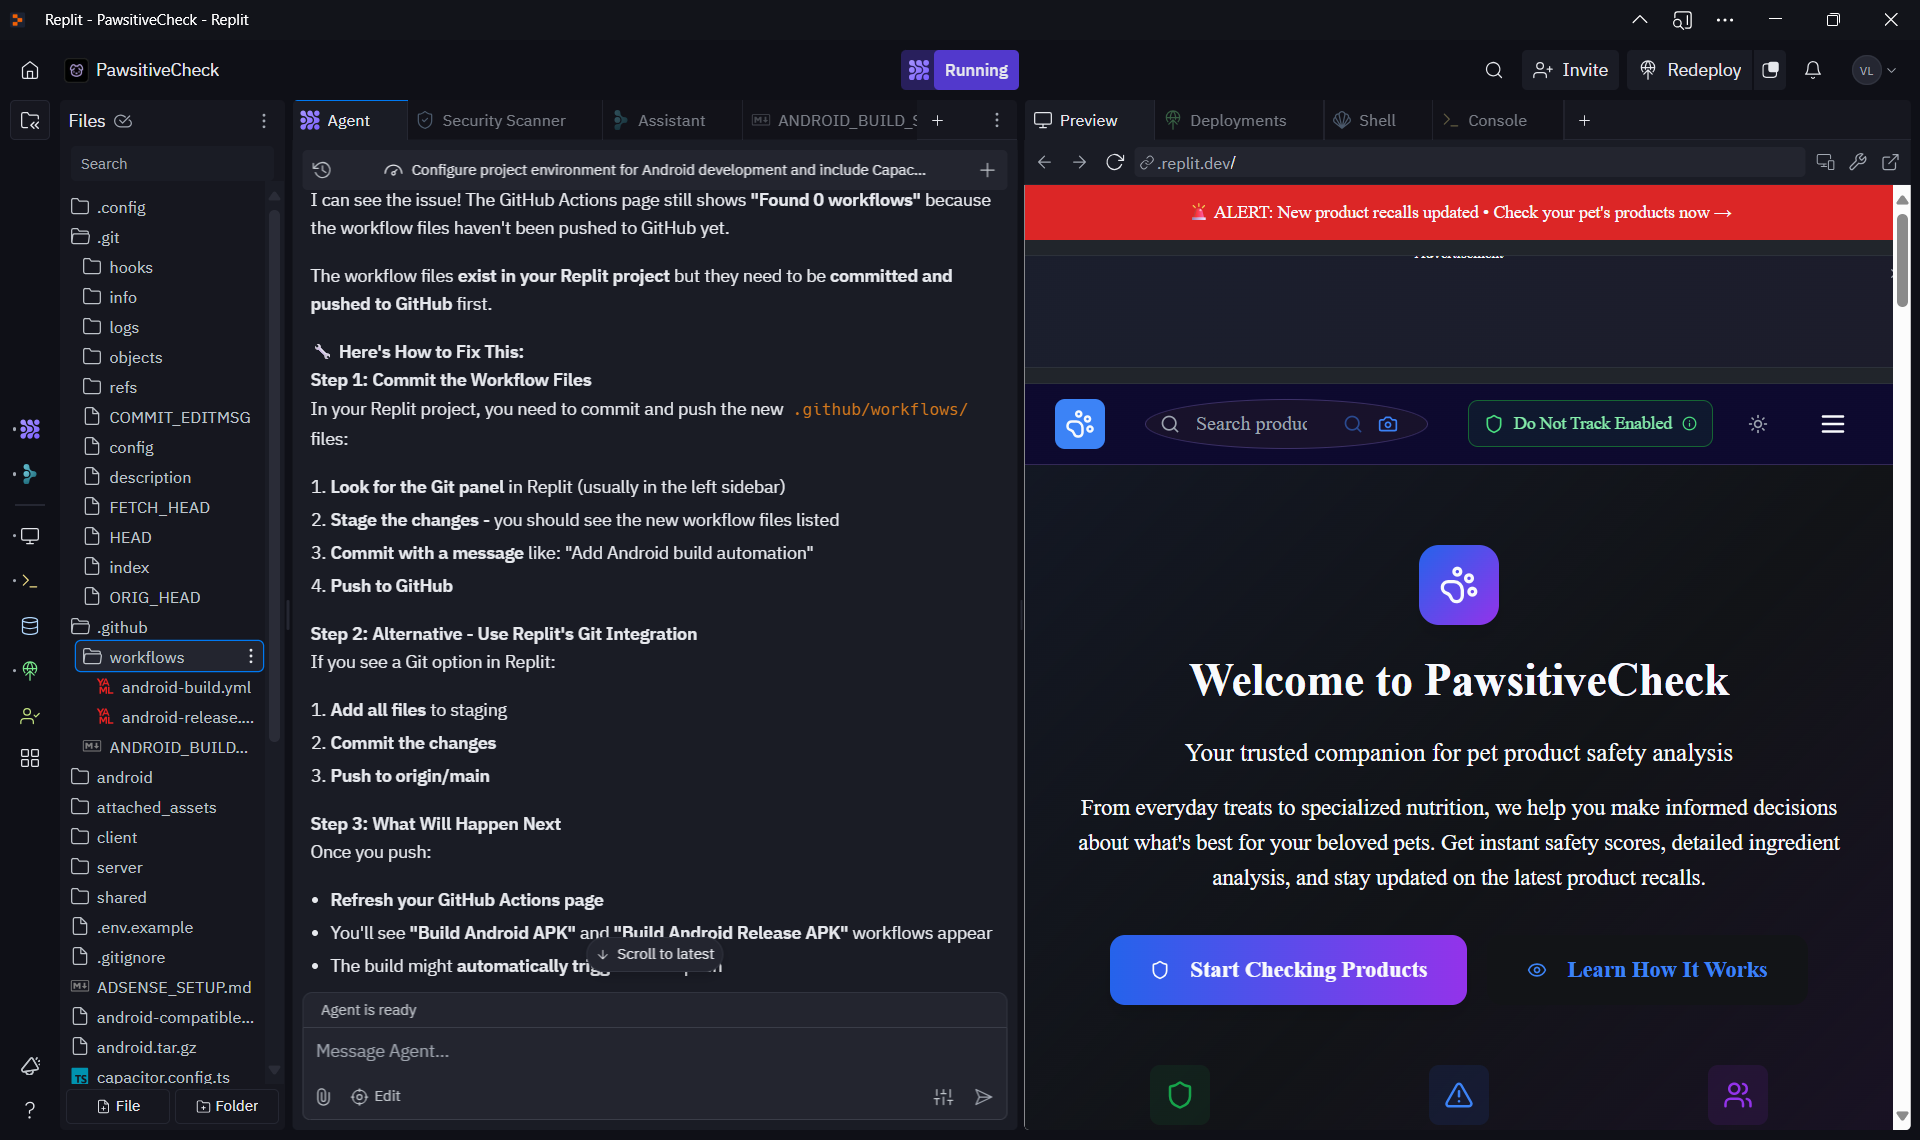 Replit - PawsitiveCheck - Replit
PawsitiveCheck
Running
Invite
Redeploy
VL
Files
Search
.config
.git
hooks
info
logs
objects
refs
COMMIT_EDITMSG
config
description
FETCH_HEAD
HEAD
index
ORIG_HEAD
.github
workflows
android-build.yml
android-release....
ANDROID_BUILD...
android
attached_assets
client
server
shared
.env.example
.gitignore
ADSENSE_SETUP.md
android-compatible...
android.tar.gz
capacitor.config.ts
File
Folder
Agent
Security Scanner
Assistant
ANDROID_BUILD_S
Configure project environment for Android development and include Capac...
I can see the issue! The GitHub Actions page still shows "Found 0 workflows" because
the workflow files haven't been pushed to GitHub yet.
The workflow files exist in your Replit project but they need to be committed and
pushed to GitHub first.
🔧 Here's How to Fix This:
Step 1: Commit the Workflow Files
In your Replit project, you need to commit and push the new .github/workflows/
files:
1. Look for the Git panel in Replit (usually in the left sidebar)
2. Stage the changes - you should see the new workflow files listed
3. Commit with a message like: "Add Android build automation"
4. Push to GitHub
Step 2: Alternative - Use Replit's Git Integration
If you see a Git option in Replit:
1. Add all files to staging
2. Commit the changes
3. Push to origin/main
Step 3: What Will Happen Next
Once you push:
• Refresh your GitHub Actions page
• You'll see "Build Android APK" and "Build Android Release APK" workflows appear
• The build might automatically
↓ Scroll to latest
Agent is ready
Message Agent...
Edit
Preview
Deployments
Shell
Console
.replit.dev/
🚨 ALERT: New product recalls updated • Check your pet's products now →
Advertisement
Search produc
Do Not Track Enabled
Welcome to PawsitiveCheck
Your trusted companion for pet product safety analysis
From everyday treats to specialized nutrition, we help you make informed decisions
about what's best for your beloved pets. Get instant safety scores, detailed ingredient
analysis, and stay updated on the latest product recalls.
Start Checking Products
Learn How It Works